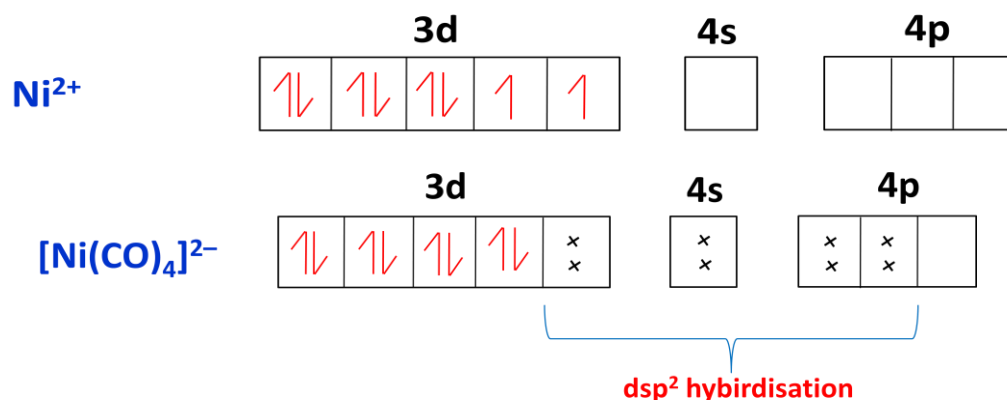 3d 4s 4p
Ni²⁺
3d 4s 4p
[Ni(CO)₄]²⁻
dsp² hybirdisation